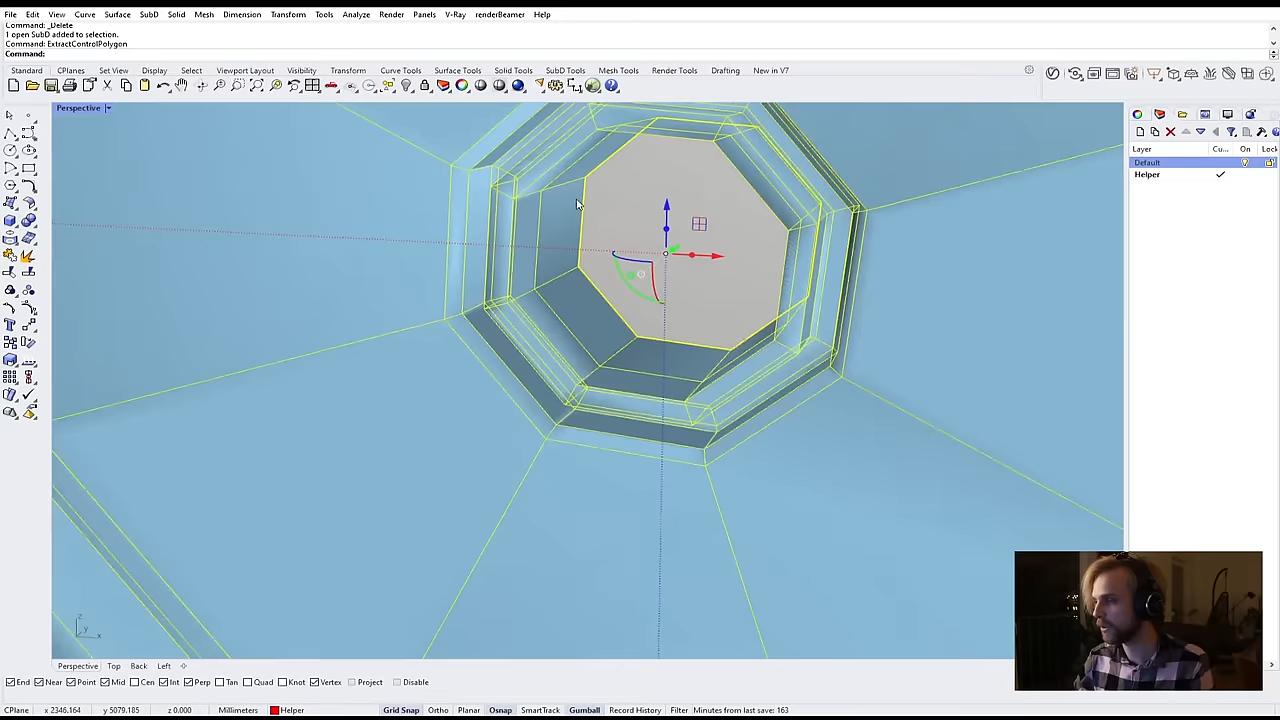 File Edit View Curve Surface SubD Solid Mesh Dimension Transform Tools Analyze Render Panels V-Ray renderBeamer Help
Command: _Delete
1 open SubD added to selection.
Command: ExtractControlPolygon
Command:
Standard CPlanes Set View Display Select Viewport Layout Visibility Transform Curve Tools Surface Tools Solid Tools SubD Tools Mesh Tools Render Tools Drafting New in V7
Perspective
Layer Cu... On Lock
Default
Helper
z
y
x
Perspective Top Back Left
End Near Point Mid Cen Int Perp Tan Quad Knot Vertex Project Disable
CPlane x 2346.164 y 5079.185 z 0.000 Millimeters Helper Grid Snap Ortho Planar Osnap SmartTrack Gumball Record History Filter Minutes from last save: 163